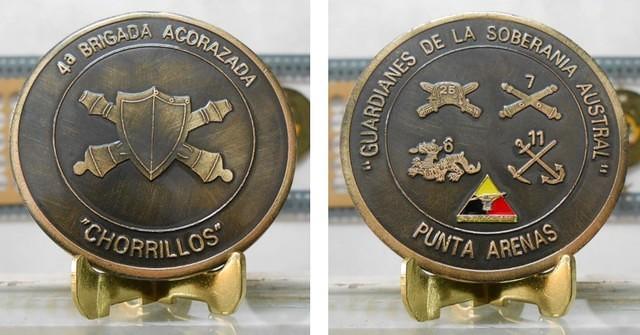 4ª BRIGADA ACORAZADA
"CHORRILLOS"
"GUARDIANES DE LA SOBERANIA AUSTRAL"
26
7
6
11
PUNTA ARENAS